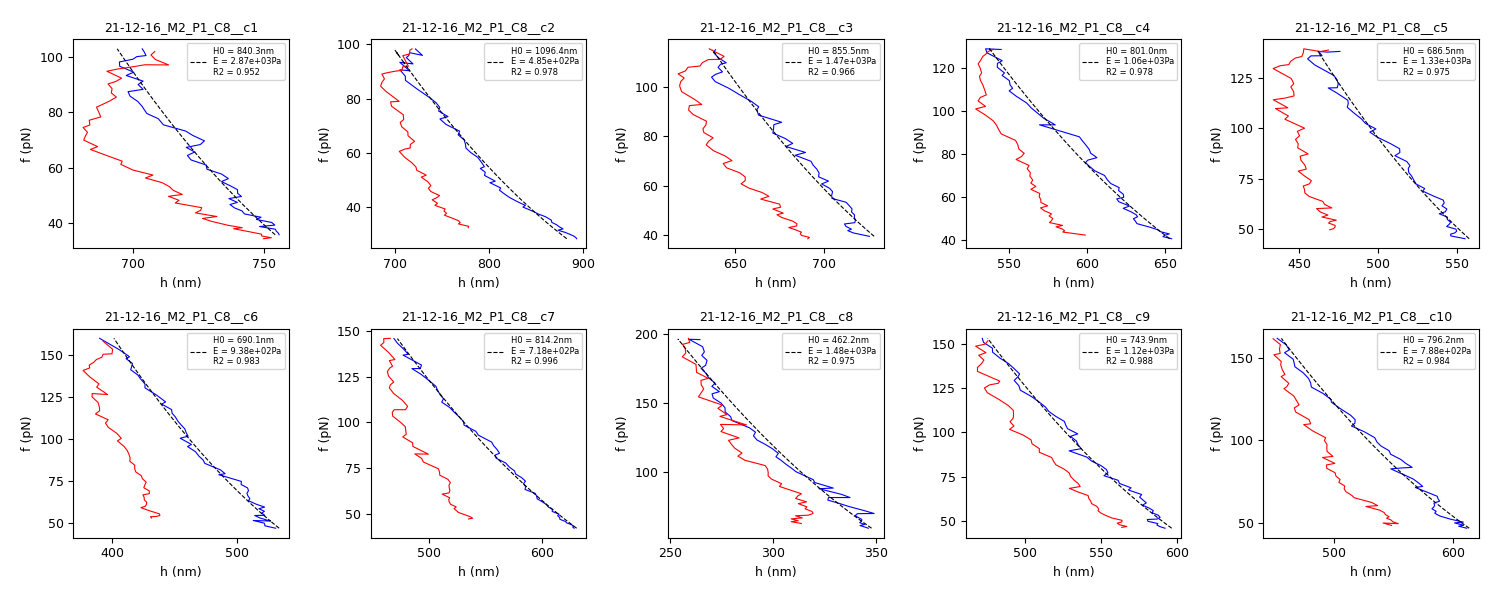 21-12-16_M2_P1_C8__c1
H0 = 840.3nm
E = 2.87e+03Pa
R2 = 0.952
f (pN)
100
80
60
40
700
750
h (nm)
21-12-16_M2_P1_C8__c2
H0 = 1096.4nm
E = 4.85e+02Pa
R2 = 0.978
f (pN)
100
80
60
40
700
800
900
h (nm)
21-12-16_M2_P1_C8__c3
H0 = 855.5nm
E = 1.47e+03Pa
R2 = 0.966
f (pN)
100
80
60
40
650
700
h (nm)
21-12-16_M2_P1_C8__c4
H0 = 801.0nm
E = 1.06e+03Pa
R2 = 0.978
f (pN)
120
100
80
60
40
550
600
650
h (nm)
21-12-16_M2_P1_C8__c5
H0 = 686.5nm
E = 1.33e+03Pa
R2 = 0.975
f (pN)
125
100
75
50
450
500
550
h (nm)
21-12-16_M2_P1_C8__c6
H0 = 690.1nm
E = 9.38e+02Pa
R2 = 0.983
f (pN)
150
125
100
75
50
400
500
h (nm)
21-12-16_M2_P1_C8__c7
H0 = 814.2nm
E = 7.18e+02Pa
R2 = 0.996
f (pN)
150
125
100
75
50
500
600
h (nm)
21-12-16_M2_P1_C8__c8
H0 = 462.2nm
E = 1.48e+03Pa
R2 = 0.975
f (pN)
200
150
100
250
300
350
h (nm)
21-12-16_M2_P1_C8__c9
H0 = 743.9nm
E = 1.12e+03Pa
R2 = 0.988
f (pN)
150
125
100
75
50
500
550
600
h (nm)
21-12-16_M2_P1_C8__c10
H0 = 796.2nm
E = 7.88e+02Pa
R2 = 0.984
f (pN)
150
100
50
500
600
h (nm)